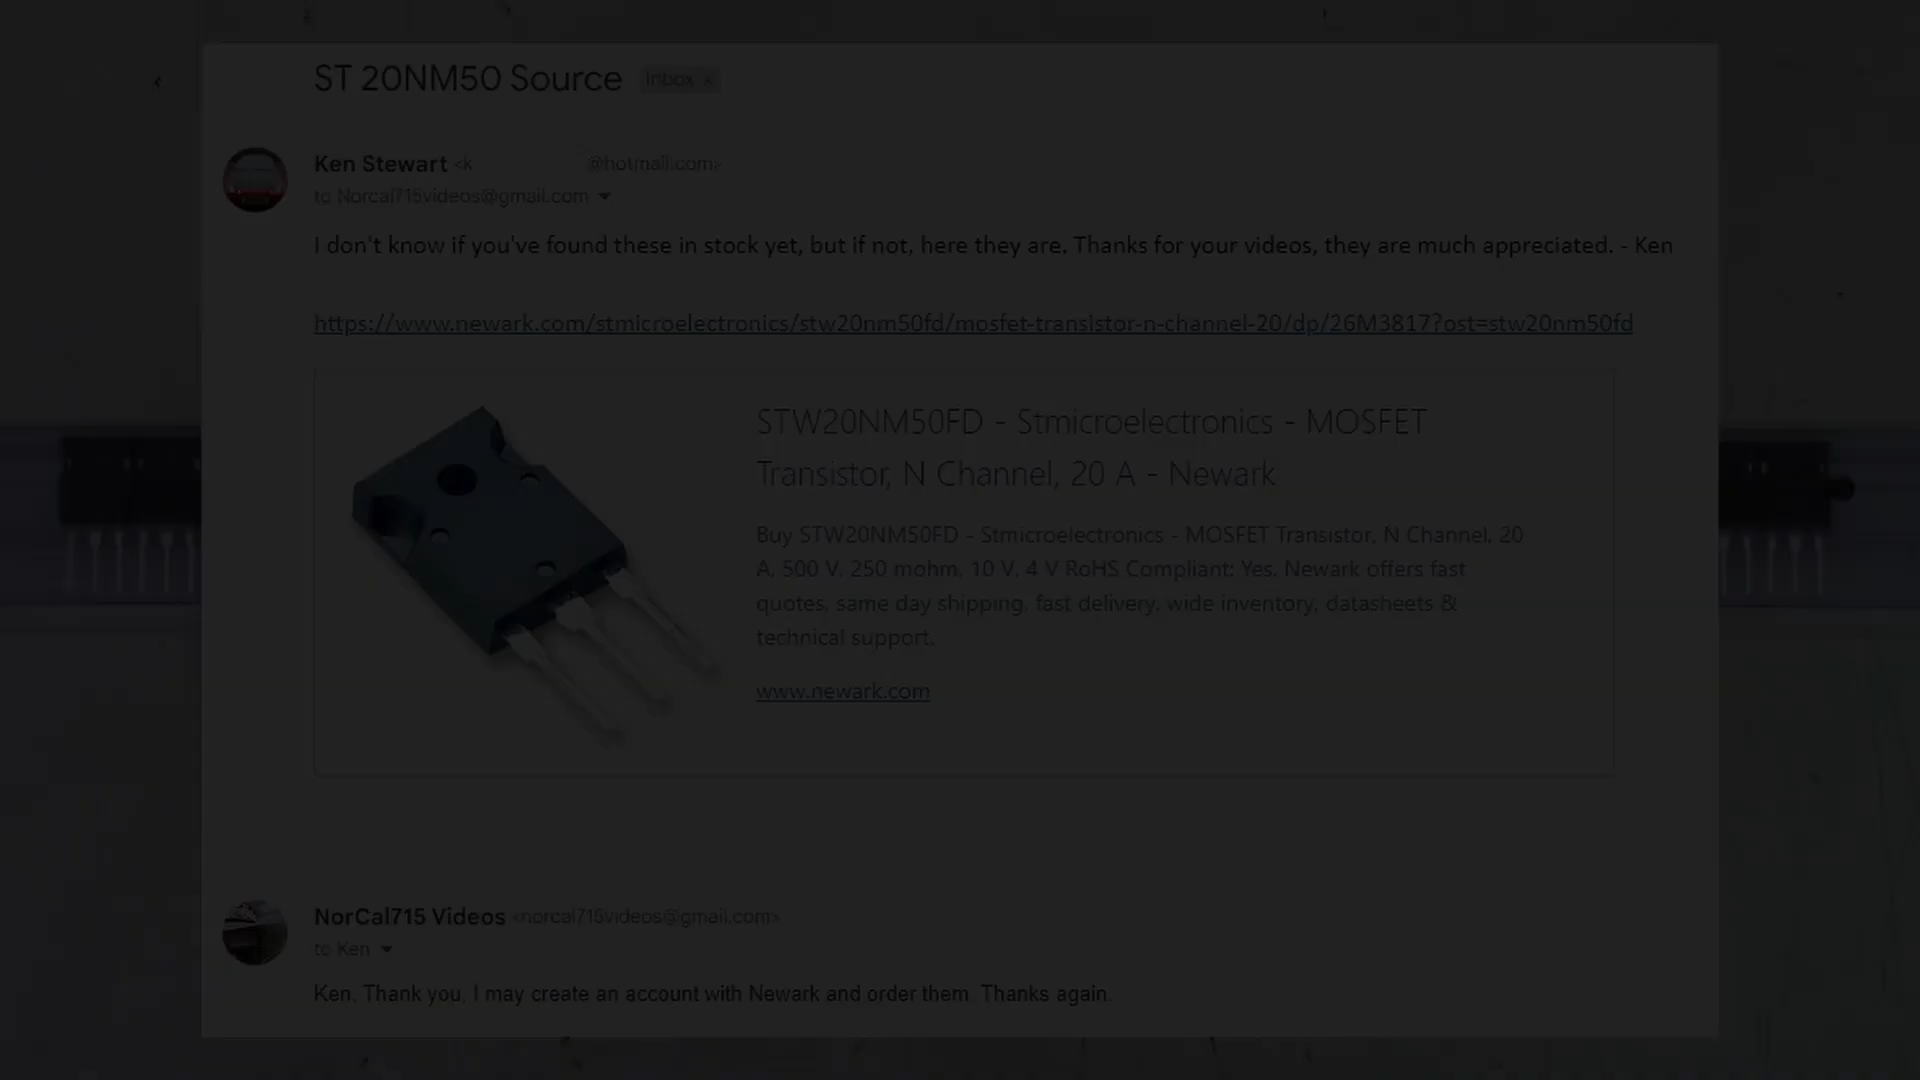 ST 20NM50 Source Inbox x
Ken Stewart <k @hotmail.com>
to Norcal715videos@gmail.com
I don't know if you've found these in stock yet, but if not, here they are. Thanks for your videos, they are much appreciated. - Ken
https://www.newark.com/stmicroelectronics/stw20nm50fd/mosfet-transistor-n-channel-20/dp/26M3817?ost=stw20nm50fd
STW20NM50FD - Stmicroelectronics - MOSFET
Transistor, N Channel, 20 A - Newark
Buy STW20NM50FD - Stmicroelectronics - MOSFET Transistor, N Channel, 20
A, 500 V, 250 mohm, 10 V, 4 V RoHS Compliant: Yes. Newark offers fast
quotes, same day shipping, fast delivery, wide inventory, datasheets &
technical support.
www.newark.com
NorCal715 Videos <norcal715videos@gmail.com>
to Ken
Ken, Thank you, I may create an account with Newark and order them. Thanks again.